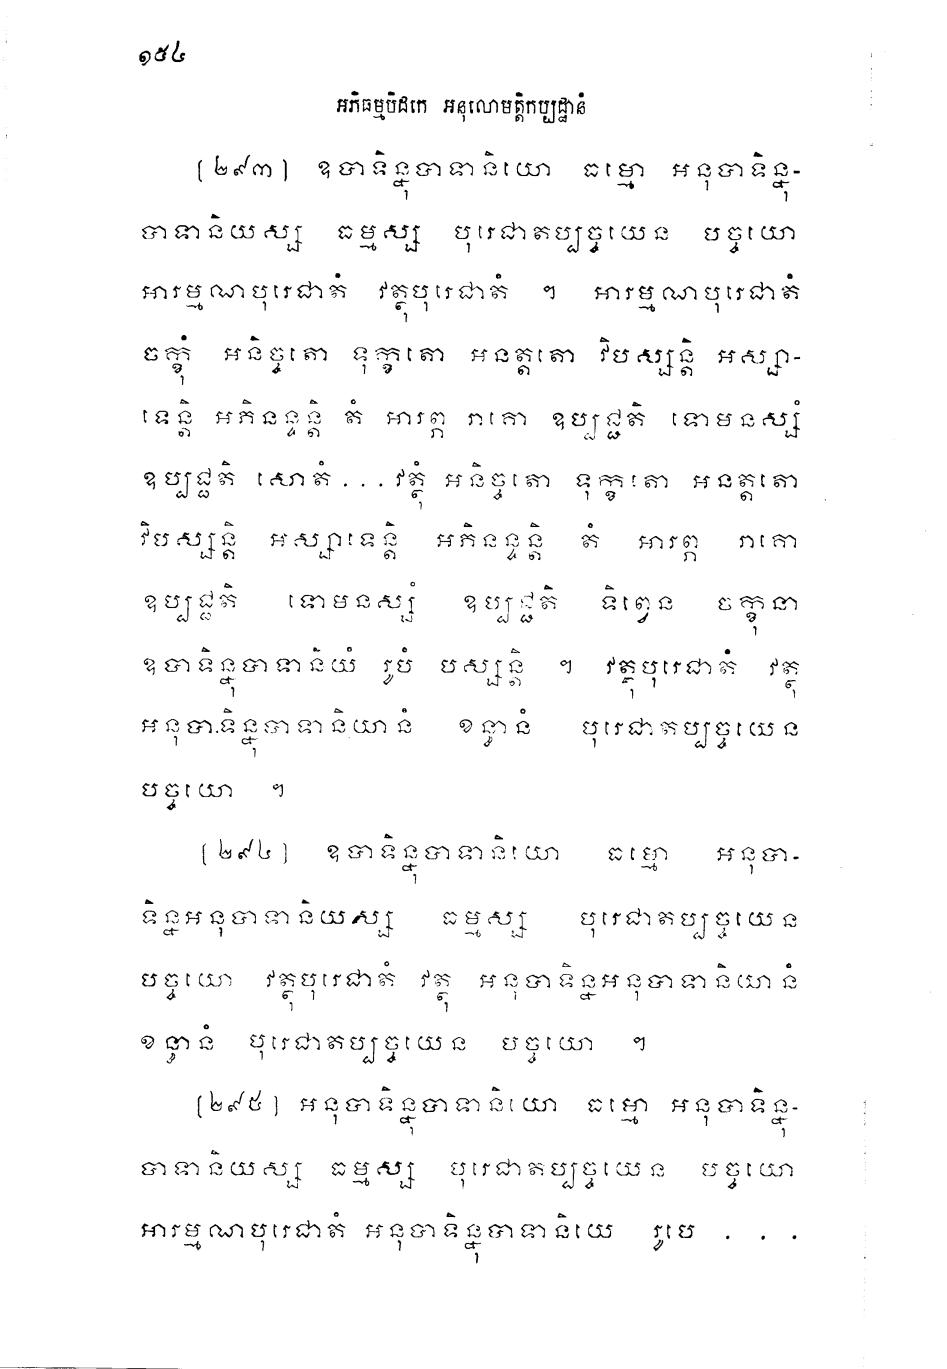 ១៥៤
អភិធម្មបិដកេ អនុលោមត្តិកប្បដ្ឋានំ
[២៩៣] ឧបាទិន្នុបាទានិយោ ធម្មោ អនុបាទិន្នុ-
បាទានិយស្ស ធម្មស្ស បុរេជាតប្បច្ចយេន បច្ចយោ
អារម្មណបុរេជាតំ វត្ថុបុរេជាតំ ។ អារម្មណបុរេជាតំ
ចក្ខុំ អនិច្ចតោ ទុក្ខតោ អនត្តតោ វិបស្សន្តិ អស្សា-
ទេន្តិ អភិនន្ទន្តិ តំ អារព្ភ រាគោ ឧប្បជ្ជតិ ទោមនស្សំ
ឧប្បជ្ជតិ សោតំ ... វត្ថុំ អនិច្ចតោ ទុក្ខតោ អនត្តតោ
វិបស្សន្តិ អស្សាទេន្តិ អភិនន្ទន្តិ តំ អារព្ភ រាគោ
ឧប្បជ្ជតិ ទោមនស្សំ ឧប្បជ្ជតិ ទិព្វេន ចក្ខុនា
ឧបាទិន្នុបាទានិយំ រូបំ បស្សន្តិ ។ វត្ថុបុរេជាតំ វត្ថុ
អនុបាទិន្នុបាទានិយានំ ខន្ធានំ បុរេជាតប្បច្ចយេន
បច្ចយោ ។
[២៩៤] ឧបាទិន្នុបាទានិយោ ធម្មោ អនុបា-
ទិន្នអនុបាទានិយស្ស ធម្មស្ស បុរេជាតប្បច្ចយេន
បច្ចយោ វត្ថុបុរេជាតំ វត្ថុ អនុបាទិន្នអនុបាទានិយានំ
ខន្ធានំ បុរេជាតប្បច្ចយេន បច្ចយោ ។
[២៩៥] អនុបាទិន្នុបាទានិយោ ធម្មោ អនុបាទិន្នុ-
បាទានិយស្ស ធម្មស្ស បុរេជាតប្បច្ចយេន បច្ចយោ
អារម្មណបុរេជាតំ អនុបាទិន្នុបាទានិយេ រូបេ . . .